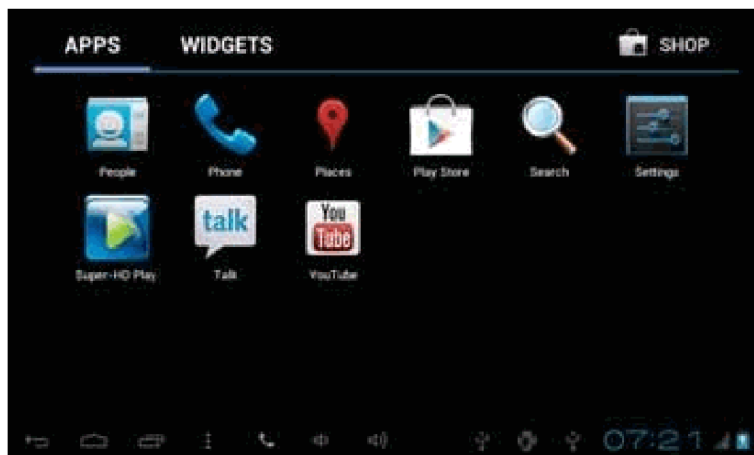 APPS WIDGETS SHOP
People Phone Places Play Store Search Settings
talk You Tube
Super-HD Play Talk YouTube
07:21